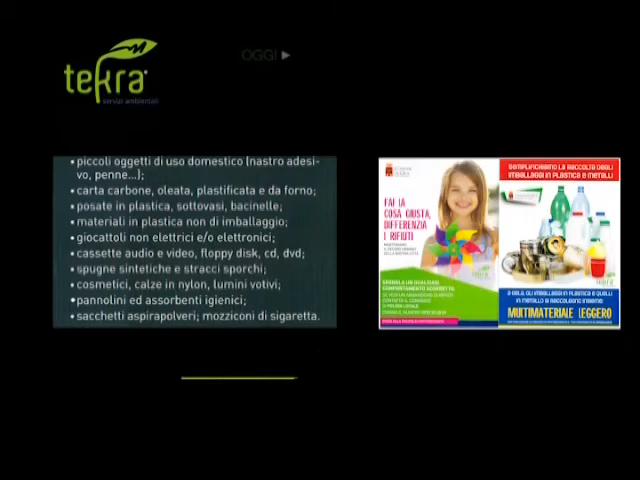 tekra
servizi ambientali
OGGI
• piccoli oggetti di uso domestico (nastro adesi-
vo, penne...);
• carta carbone, oleata, plastificata e da forno;
• posate in plastica, sottovasi, bacinelle;
• materiali in plastica non di imballaggio;
• giocattoli non elettrici e/o elettronici;
• cassette audio e video, floppy disk, cd, dvd;
• spugne sintetiche e stracci sporchi;
• cosmetici, calze in nylon, lumini votivi;
• pannolini ed assorbenti igienici;
• sacchetti aspirapolveri; mozziconi di sigaretta.
FAI LA
COSA GIUSTA,
DIFFERENZIA
I RIFIUTI
SEMPLIFICHIAMO LA RACCOLTA DEGLI
IMBALLAGGI IN PLASTICA E METALLI
tekra
MULTIMATERIALE LEGGERO